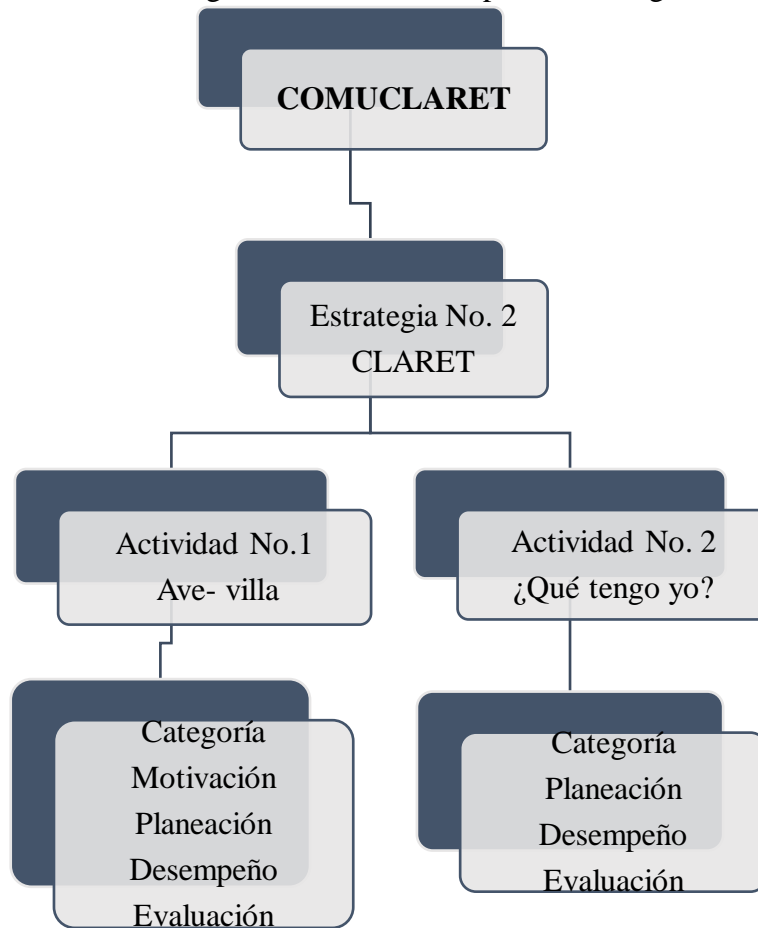 COMUCLARET
Estrategia No. 2
CLARET
Actividad No.1
Ave- villa
Actividad No. 2
¿Qué tengo yo?
Categoría
Motivación
Planeación
Desempeño
Evaluación
Categoría
Planeación
Desempeño
Evaluación